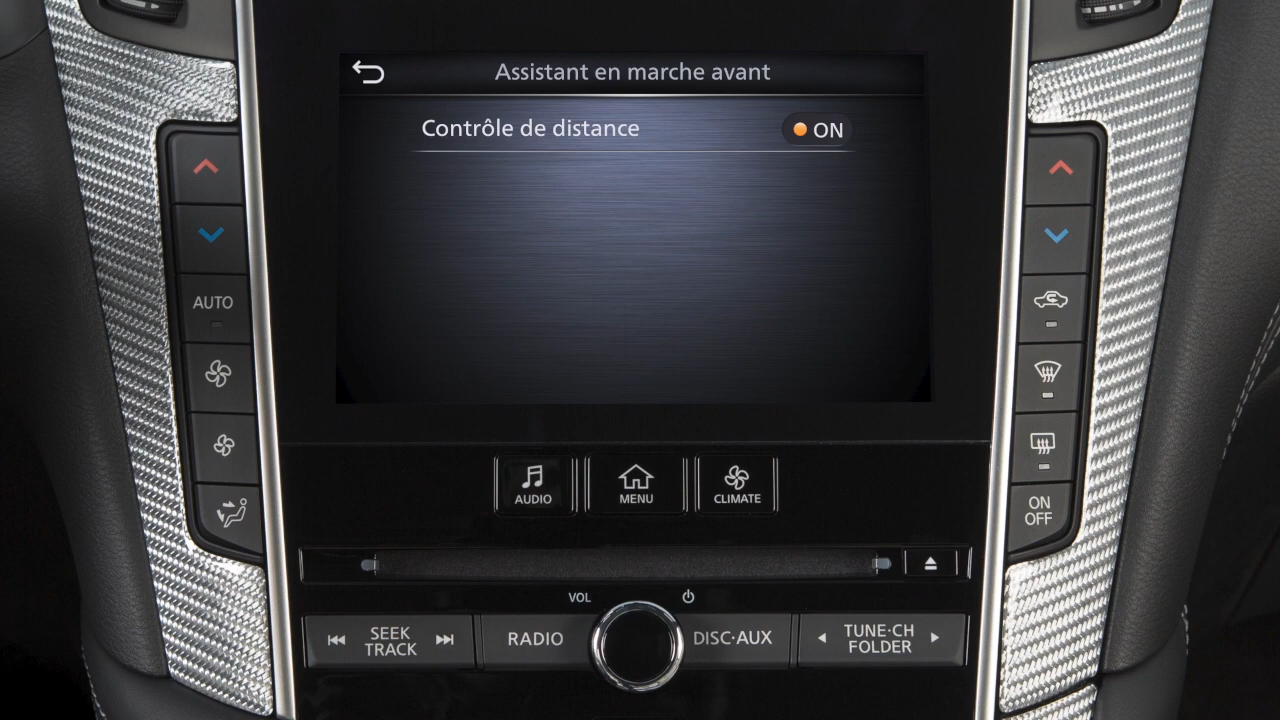 Assistant en marche avant
Contrôle de distance
ON
AUTO
ON
OFF
AUDIO
MENU
CLIMATE
VOL
SEEK
TRACK
RADIO
DISC·AUX
TUNE·CH
FOLDER